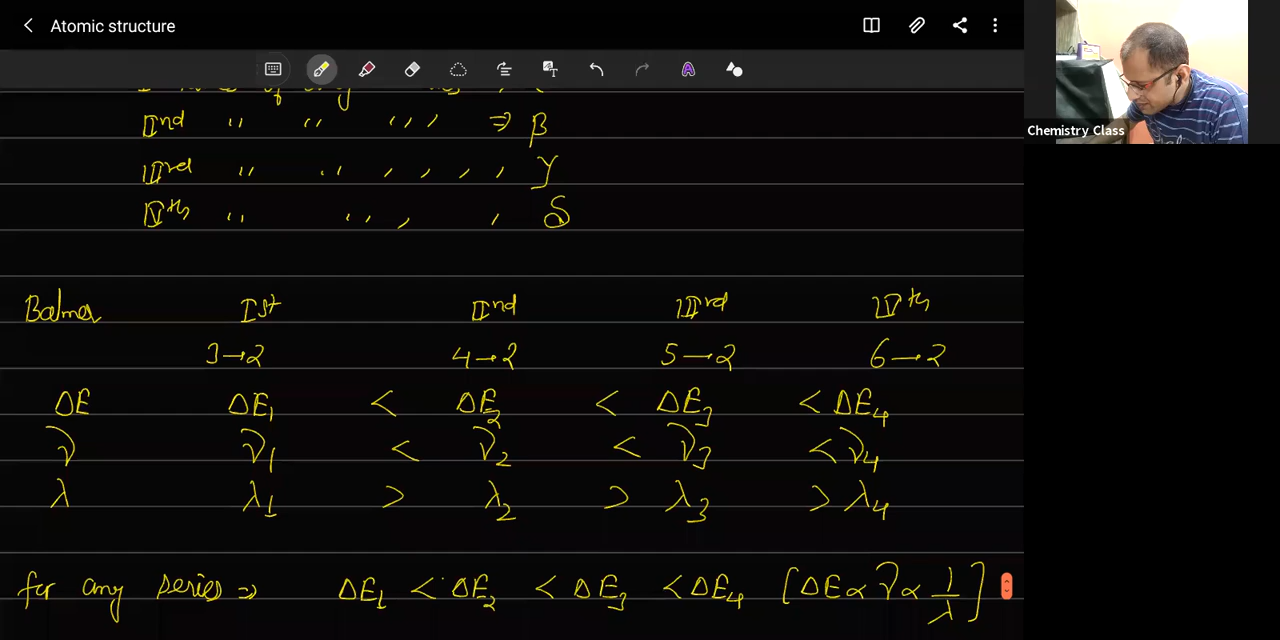 Atomic structure
Chemistry Class
IInd " " " ⇒ β
IIIrd " " , , , , γ
IVth " " , , δ
Balmer Ist IInd IIIrd IVth
3→2 4→2 5→2 6→2
ΔE ΔE₁ < ΔE₂ < ΔE₃ < ΔE₄
ν ν₁ < ν₂ < ν₃ < ν₄
λ λ₁ > λ₂ > λ₃ > λ₄
for any series ⇒ ΔE₁ < ΔE₂ < ΔE₃ < ΔE₄ [ΔE ∝ ν ∝ 1/λ]